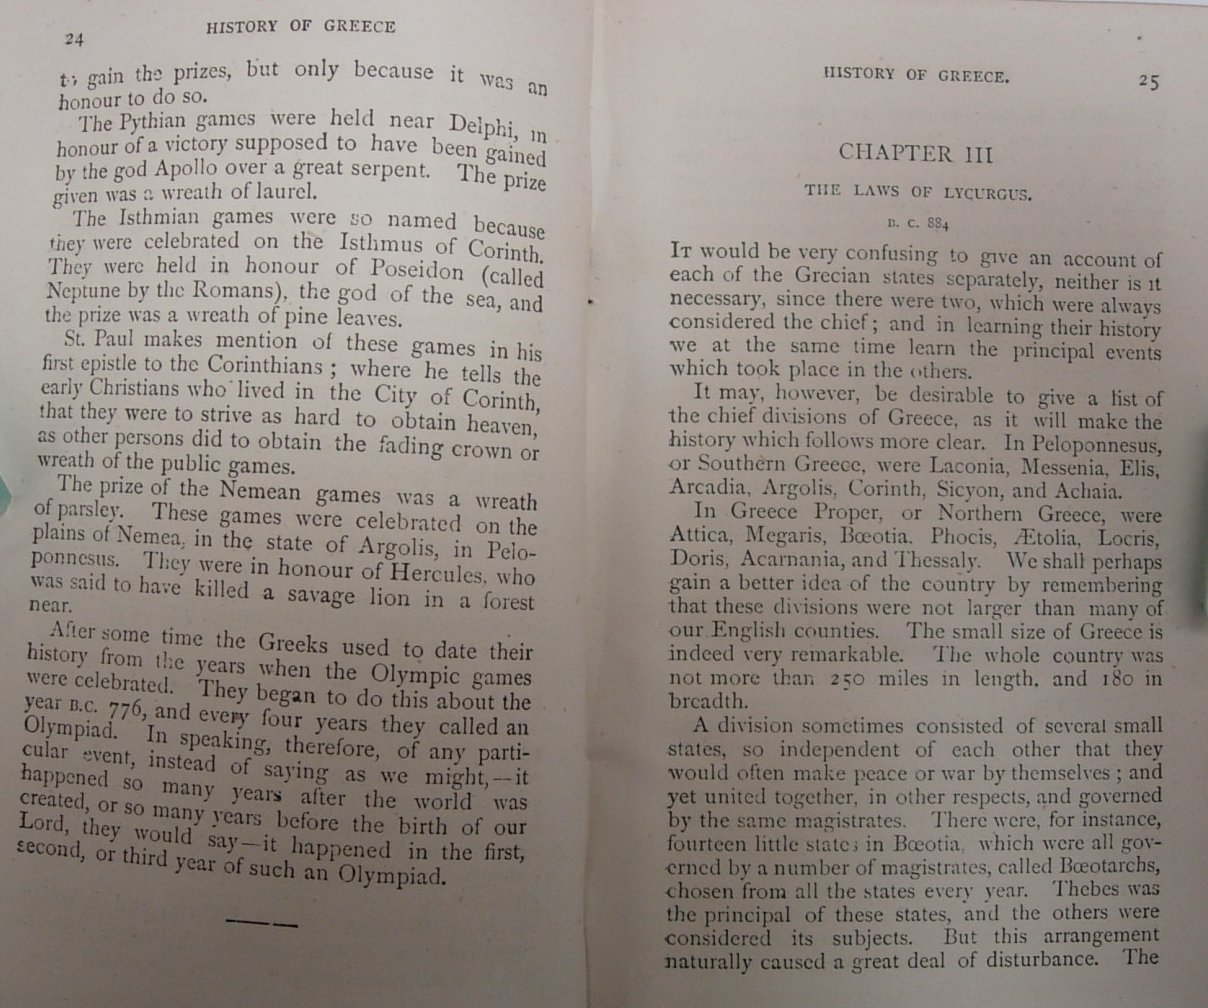 24
HISTORY OF GREECE
to gain the prizes, but only because it was an
honour to do so.
The Pythian games were held near Delphi, in
honour of a victory supposed to have been gained
by the god Apollo over a great serpent. The prize
given was a wreath of laurel.
The Isthmian games were so named because
they were celebrated on the Isthmus of Corinth.
They were held in honour of Poseidon (called
Neptune by the Romans), the god of the sea, and
the prize was a wreath of pine leaves.
St. Paul makes mention of these games in his
first epistle to the Corinthians ; where he tells the
early Christians who lived in the City of Corinth,
that they were to strive as hard to obtain heaven,
as other persons did to obtain the fading crown or
wreath of the public games.
The prize of the Nemean games was a wreath
of parsley. These games were celebrated on the
plains of Nemea, in the state of Argolis, in Pelo-
ponnesus. They were in honour of Hercules, who
was said to have killed a savage lion in a forest
near.
After some time the Greeks used to date their
history from the years when the Olympic games
were celebrated. They began to do this about the
year B.C. 776, and every four years they called an
Olympiad. In speaking, therefore, of any parti-
cular event, instead of saying as we might,—it
happened so many years after the world was
created, or so many years before the birth of our
Lord, they would say—it happened in the first,
second, or third year of such an Olympiad.
HISTORY OF GREECE.
25
CHAPTER III
THE LAWS OF LYCURGUS.
B. C. 884
IT would be very confusing to give an account of
each of the Grecian states separately, neither is it
necessary, since there were two, which were always
considered the chief ; and in learning their history
we at the same time learn the principal events
which took place in the others.
It may, however, be desirable to give a list of
the chief divisions of Greece, as it will make the
history which follows more clear. In Peloponnesus,
or Southern Greece, were Laconia, Messenia, Elis,
Arcadia, Argolis, Corinth, Sicyon, and Achaia.
In Greece Proper, or Northern Greece, were
Attica, Megaris, Bœotia, Phocis, Ætolia, Locris,
Doris, Acarnania, and Thessaly. We shall perhaps
gain a better idea of the country by remembering
that these divisions were not larger than many of
our English counties. The small size of Greece is
indeed very remarkable. The whole country was
not more than 250 miles in length, and 180 in
breadth.
A division sometimes consisted of several small
states, so independent of each other that they
would often make peace or war by themselves ; and
yet united together, in other respects, and governed
by the same magistrates. There were, for instance,
fourteen little states in Bœotia, which were all gov-
erned by a number of magistrates, called Bœotarchs,
chosen from all the states every year. Thebes was
the principal of these states, and the others were
considered its subjects. But this arrangement
naturally caused a great deal of disturbance. The